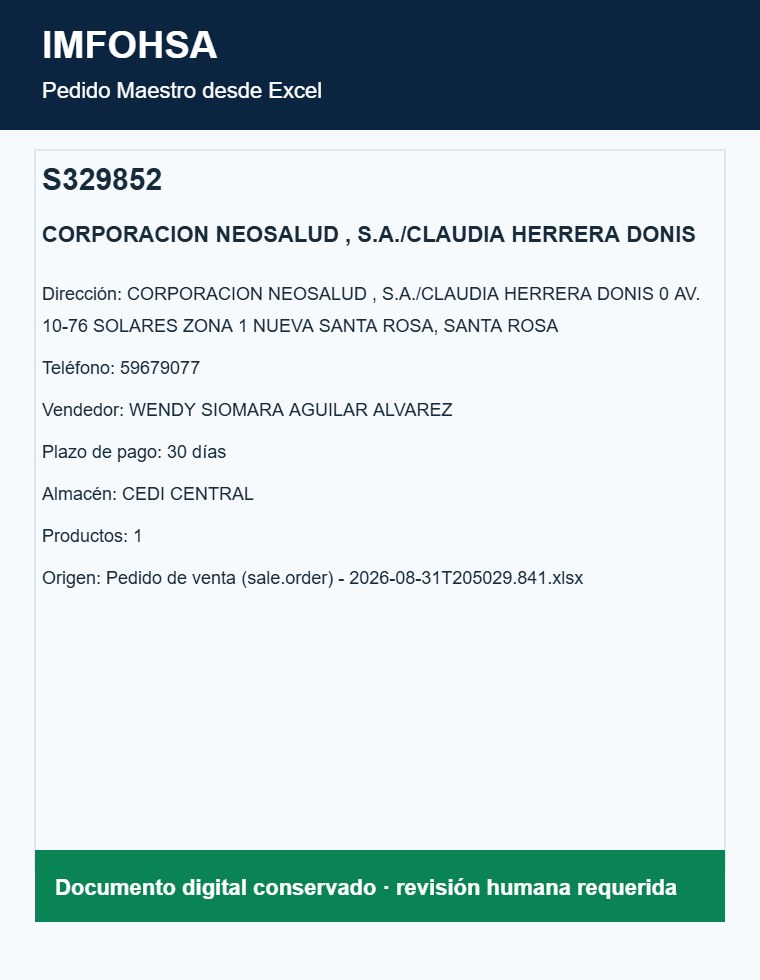 IMFOHSA
Pedido Maestro desde Excel
S329852
CORPORACION NEOSALUD , S.A./CLAUDIA HERRERA DONIS
Dirección: CORPORACION NEOSALUD , S.A./CLAUDIA HERRERA DONIS 0 AV.
10-76 SOLARES ZONA 1 NUEVA SANTA ROSA, SANTA ROSA
Teléfono: 59679077
Vendedor: WENDY SIOMARA AGUILAR ALVAREZ
Plazo de pago: 30 días
Almacén: CEDI CENTRAL
Productos: 1
Origen: Pedido de venta (sale.order) - 2026-08-31T205029.841.xlsx
Documento digital conservado · revisión humana requerida